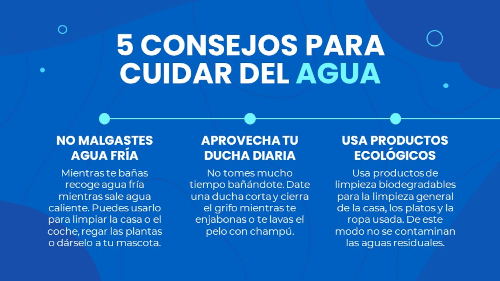 5 CONSEJOS PARA
CUIDAR DEL AGUA
NO MALGASTES
AGUA FRÍA
Mientras te bañas
recoge agua fría
mientras sale agua
caliente. Puedes usarlo
para limpiar la casa o el
coche, regar las plantas
o dárselo a tu mascota.
APROVECHA TU
DUCHA DIARIA
No tomes mucho
tiempo bañándote. Date
una ducha corta y cierra
el grifo mientras te
enjabonas o te lavas el
pelo con champú.
USA PRODUCTOS
ECOLÓGICOS
Usa productos de
limpieza biodegradables
para la limpieza general
de la casa, los platos y la
ropa usada. De este
modo no se contaminan
las aguas residuales.